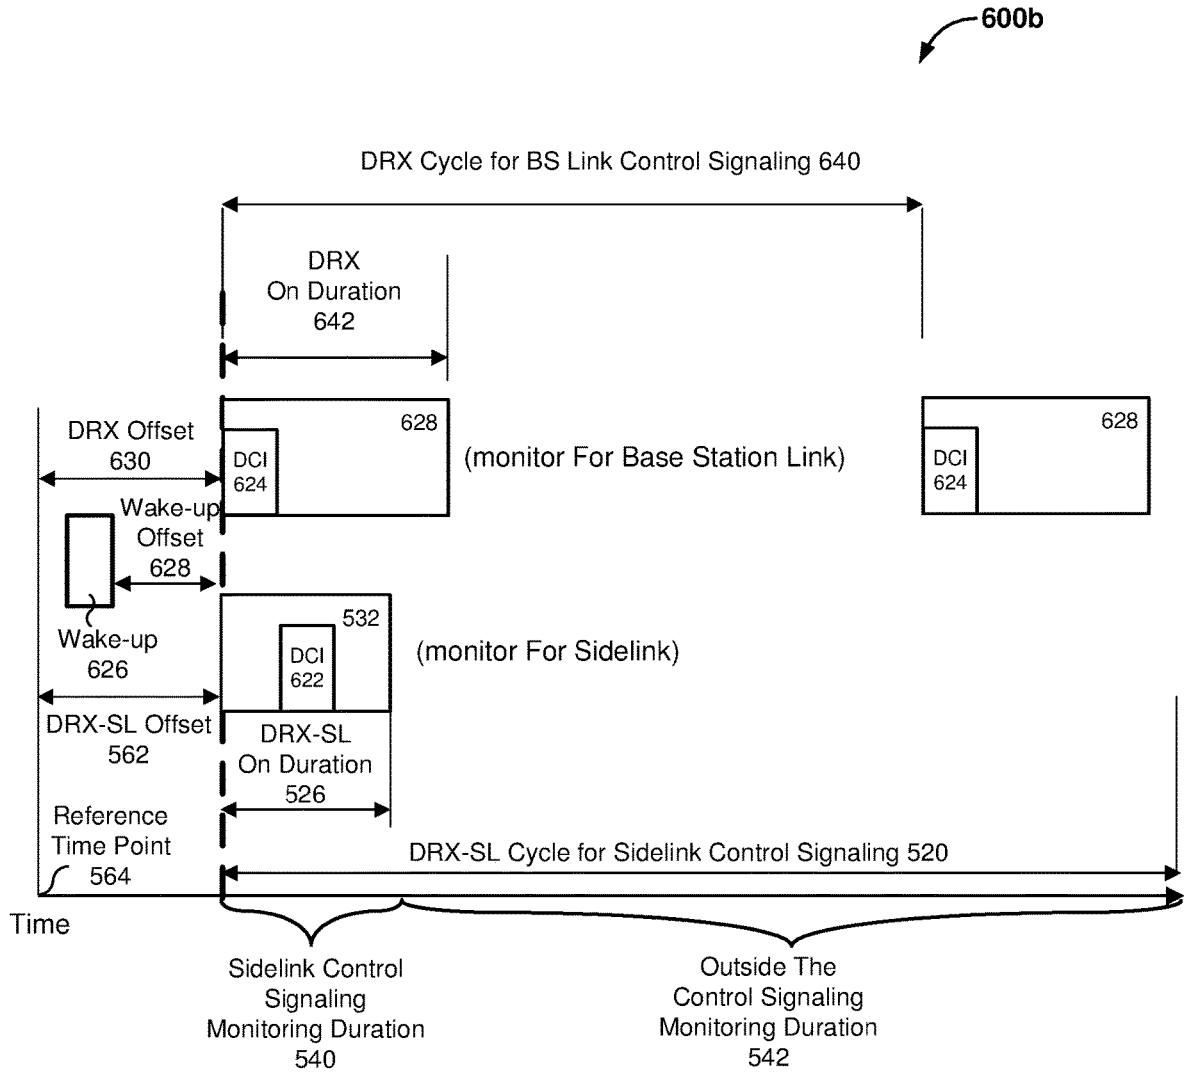 600b
DRX Cycle for BS Link Control Signaling 640
DRX
On Duration
642
DRX Offset
630
628
DCI
624
(monitor For Base Station Link)
628
DCI
624
Wake-up
Offset
628
Wake-up
626
532
DCI
622
(monitor For Sidelink)
DRX-SL Offset
562
DRX-SL
On Duration
526
Reference
Time Point
564
DRX-SL Cycle for Sidelink Control Signaling 520
Time
Sidelink Control
Signaling
Monitoring Duration
540
Outside The
Control Signaling
Monitoring Duration
542